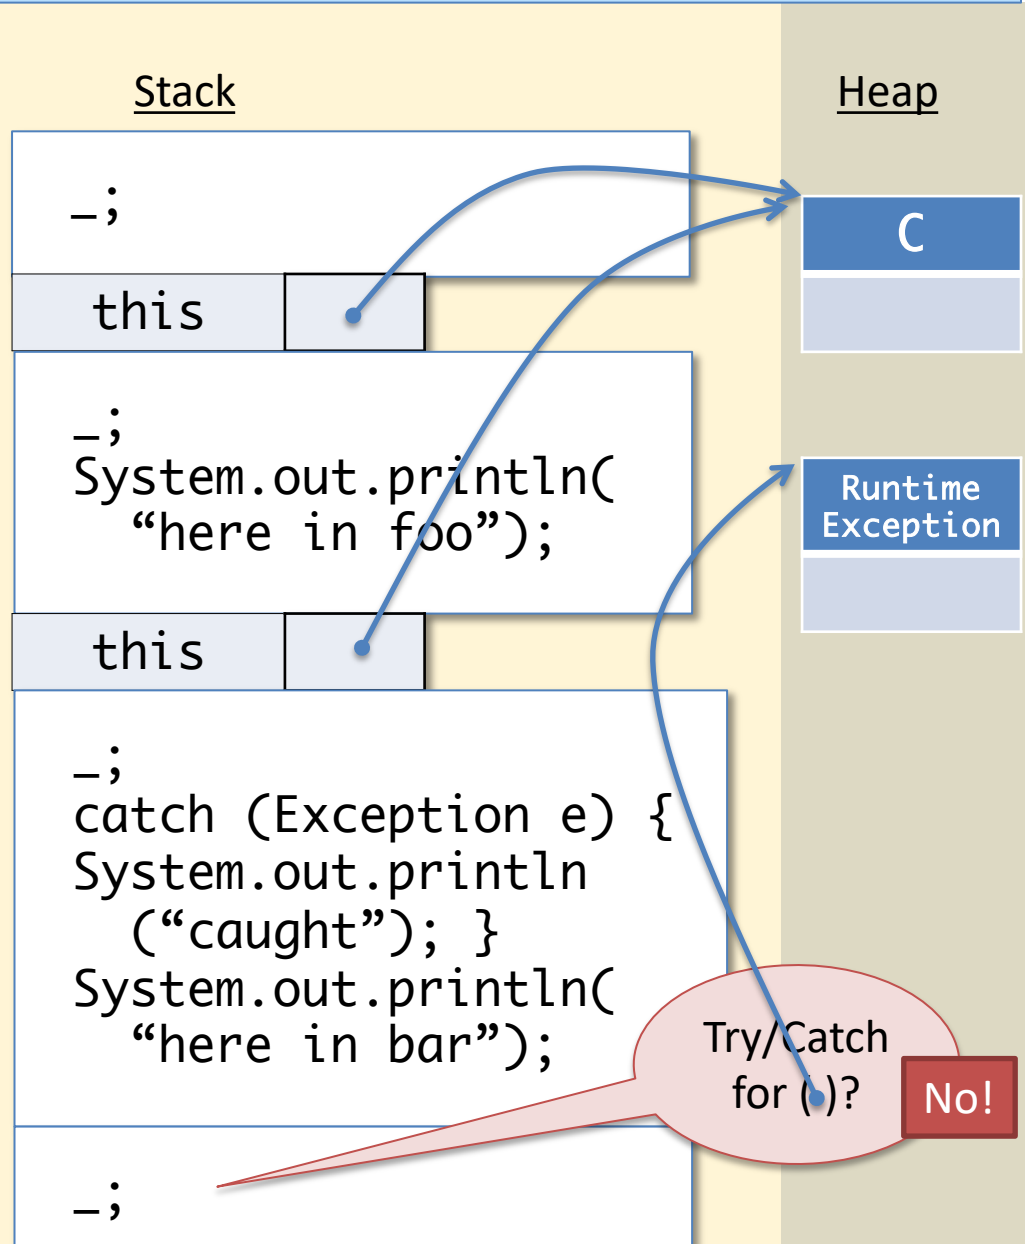 Stack
Heap
_;
C
this
_;
System.out.println(
“here in foo”);
Runtime
Exception
this
_;
catch (Exception e) {
System.out.println
(“caught”); }
System.out.println(
“here in bar”);
Try/Catch
for ( )?
No!
_;